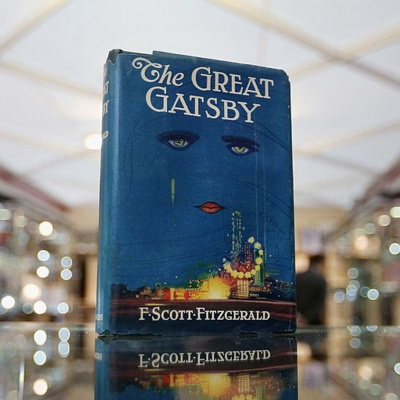 The GREAT
GATSBY
F·SCOTT·FITZGERALD